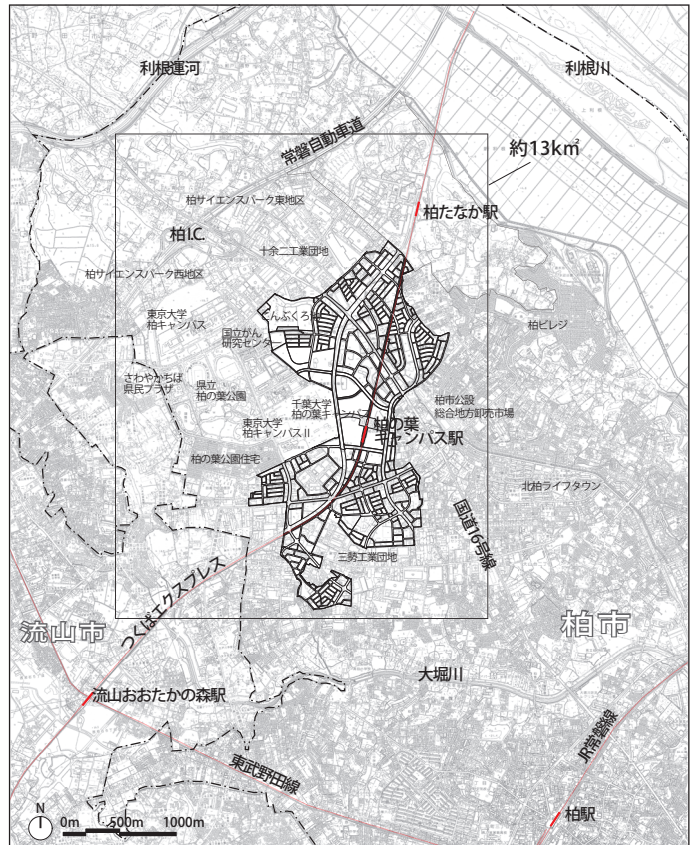 利根運河
利根川
常磐自動車道
約13k㎡
柏サイエンスパーク東地区
柏たなか駅
柏I.C.
十余二工業団地
柏サイエンスパーク西地区
東京大学
柏キャンパス
こんぶくろ池
国立がん
研究センター
柏ビレジ
さわやかちば
県民プラザ
県立
柏の葉公園
千葉大学
柏の葉キャンパス
柏市公設
総合地方卸売市場
東京大学
柏キャンパスⅡ
柏の葉
キャンパス駅
柏の葉公園住宅
北柏ライフタウン
国道16号線
三勢工業団地
つくばエクスプレス
流山市
柏市
大堀川
流山おおたかの森駅
東武野田線
JR常磐線
柏駅
N
0m 500m 1000m